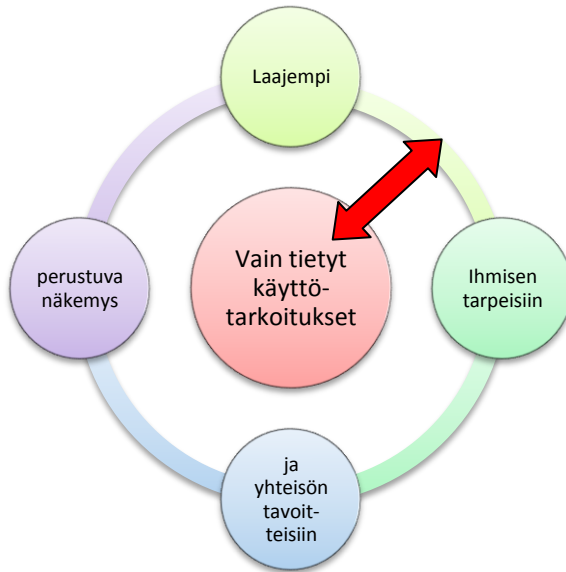 Laajempi
Vain tietyt
käyttö-
tarkoitukset
Ihmisen
tarpeisiin
ja
yhteisön
tavoit-
teisiin
perustuva
näkemys